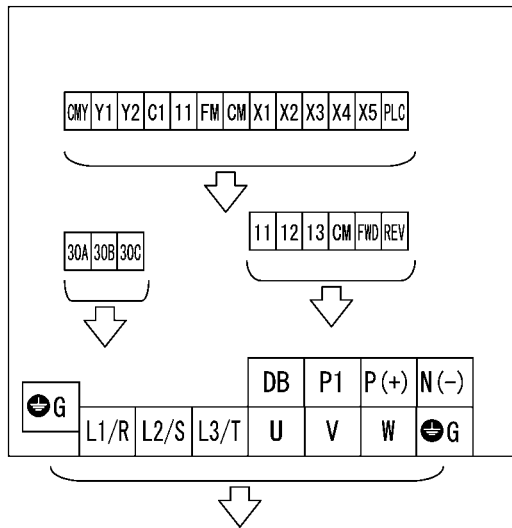 CMY Y1 Y2 C1 11 FM CM X1 X2 X3 X4 X5 PLC
30A 30B 30C
11 12 13 CM FWD REV
DB P1 P(+) N(-)
G
L1/R L2/S L3/T U V W G